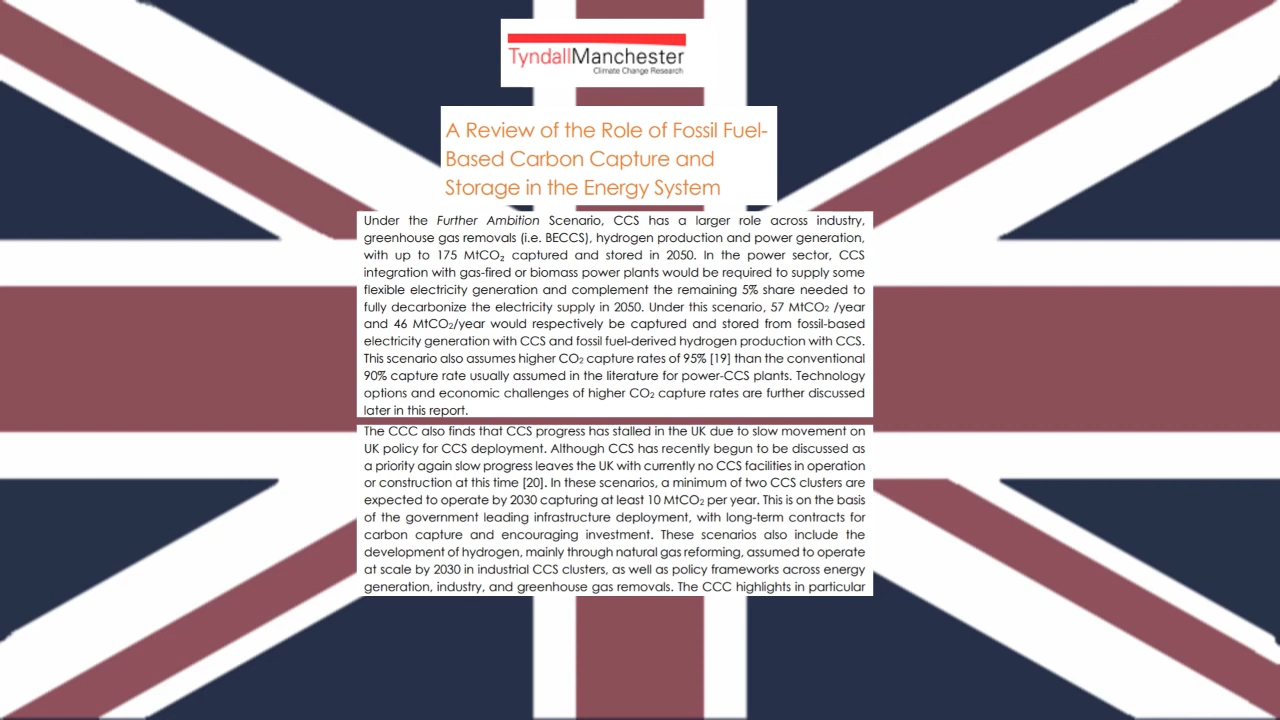 TyndallManchester
Climate Change Research
A Review of the Role of Fossil Fuel-
Based Carbon Capture and
Storage in the Energy System
Under the Further Ambition Scenario, CCS has a larger role across industry,
greenhouse gas removals (i.e. BECCS), hydrogen production and power generation,
with up to 175 MtCO₂ captured and stored in 2050. In the power sector, CCS
integration with gas-fired or biomass power plants would be required to supply some
flexible electricity generation and complement the remaining 5% share needed to
fully decarbonize the electricity supply in 2050. Under this scenario, 57 MtCO₂ /year
and 46 MtCO₂/year would respectively be captured and stored from fossil-based
electricity generation with CCS and fossil fuel-derived hydrogen production with CCS.
This scenario also assumes higher CO₂ capture rates of 95% [19] than the conventional
90% capture rate usually assumed in the literature for power-CCS plants. Technology
options and economic challenges of higher CO₂ capture rates are further discussed
later in this report.
The CCC also finds that CCS progress has stalled in the UK due to slow movement on
UK policy for CCS deployment. Although CCS has recently begun to be discussed as
a priority again slow progress leaves the UK with currently no CCS facilities in operation
or construction at this time [20]. In these scenarios, a minimum of two CCS clusters are
expected to operate by 2030 capturing at least 10 MtCO₂ per year. This is on the basis
of the government leading infrastructure deployment, with long-term contracts for
carbon capture and encouraging investment. These scenarios also include the
development of hydrogen, mainly through natural gas reforming, assumed to operate
at scale by 2030 in industrial CCS clusters, as well as policy frameworks across energy
generation, industry, and greenhouse gas removals. The CCC highlights in particular